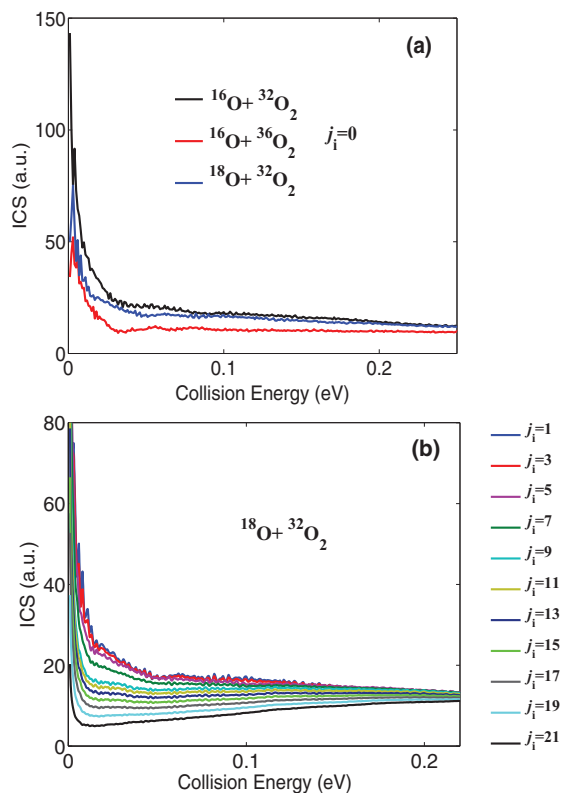 (a)
150
100
50
0
ICS (a.u.)
¹⁶O+ ³²O₂
¹⁶O+ ³⁶O₂ jᵢ=0
¹⁸O+ ³²O₂
0 0.1 0.2
Collision Energy (eV)
(b)
80
60
40
20
0
ICS (a.u.)
¹⁸O+ ³²O₂
0 0.1 0.2
Collision Energy (eV)
jᵢ=1
jᵢ=3
jᵢ=5
jᵢ=7
jᵢ=9
jᵢ=11
jᵢ=13
jᵢ=15
jᵢ=17
jᵢ=19
jᵢ=21